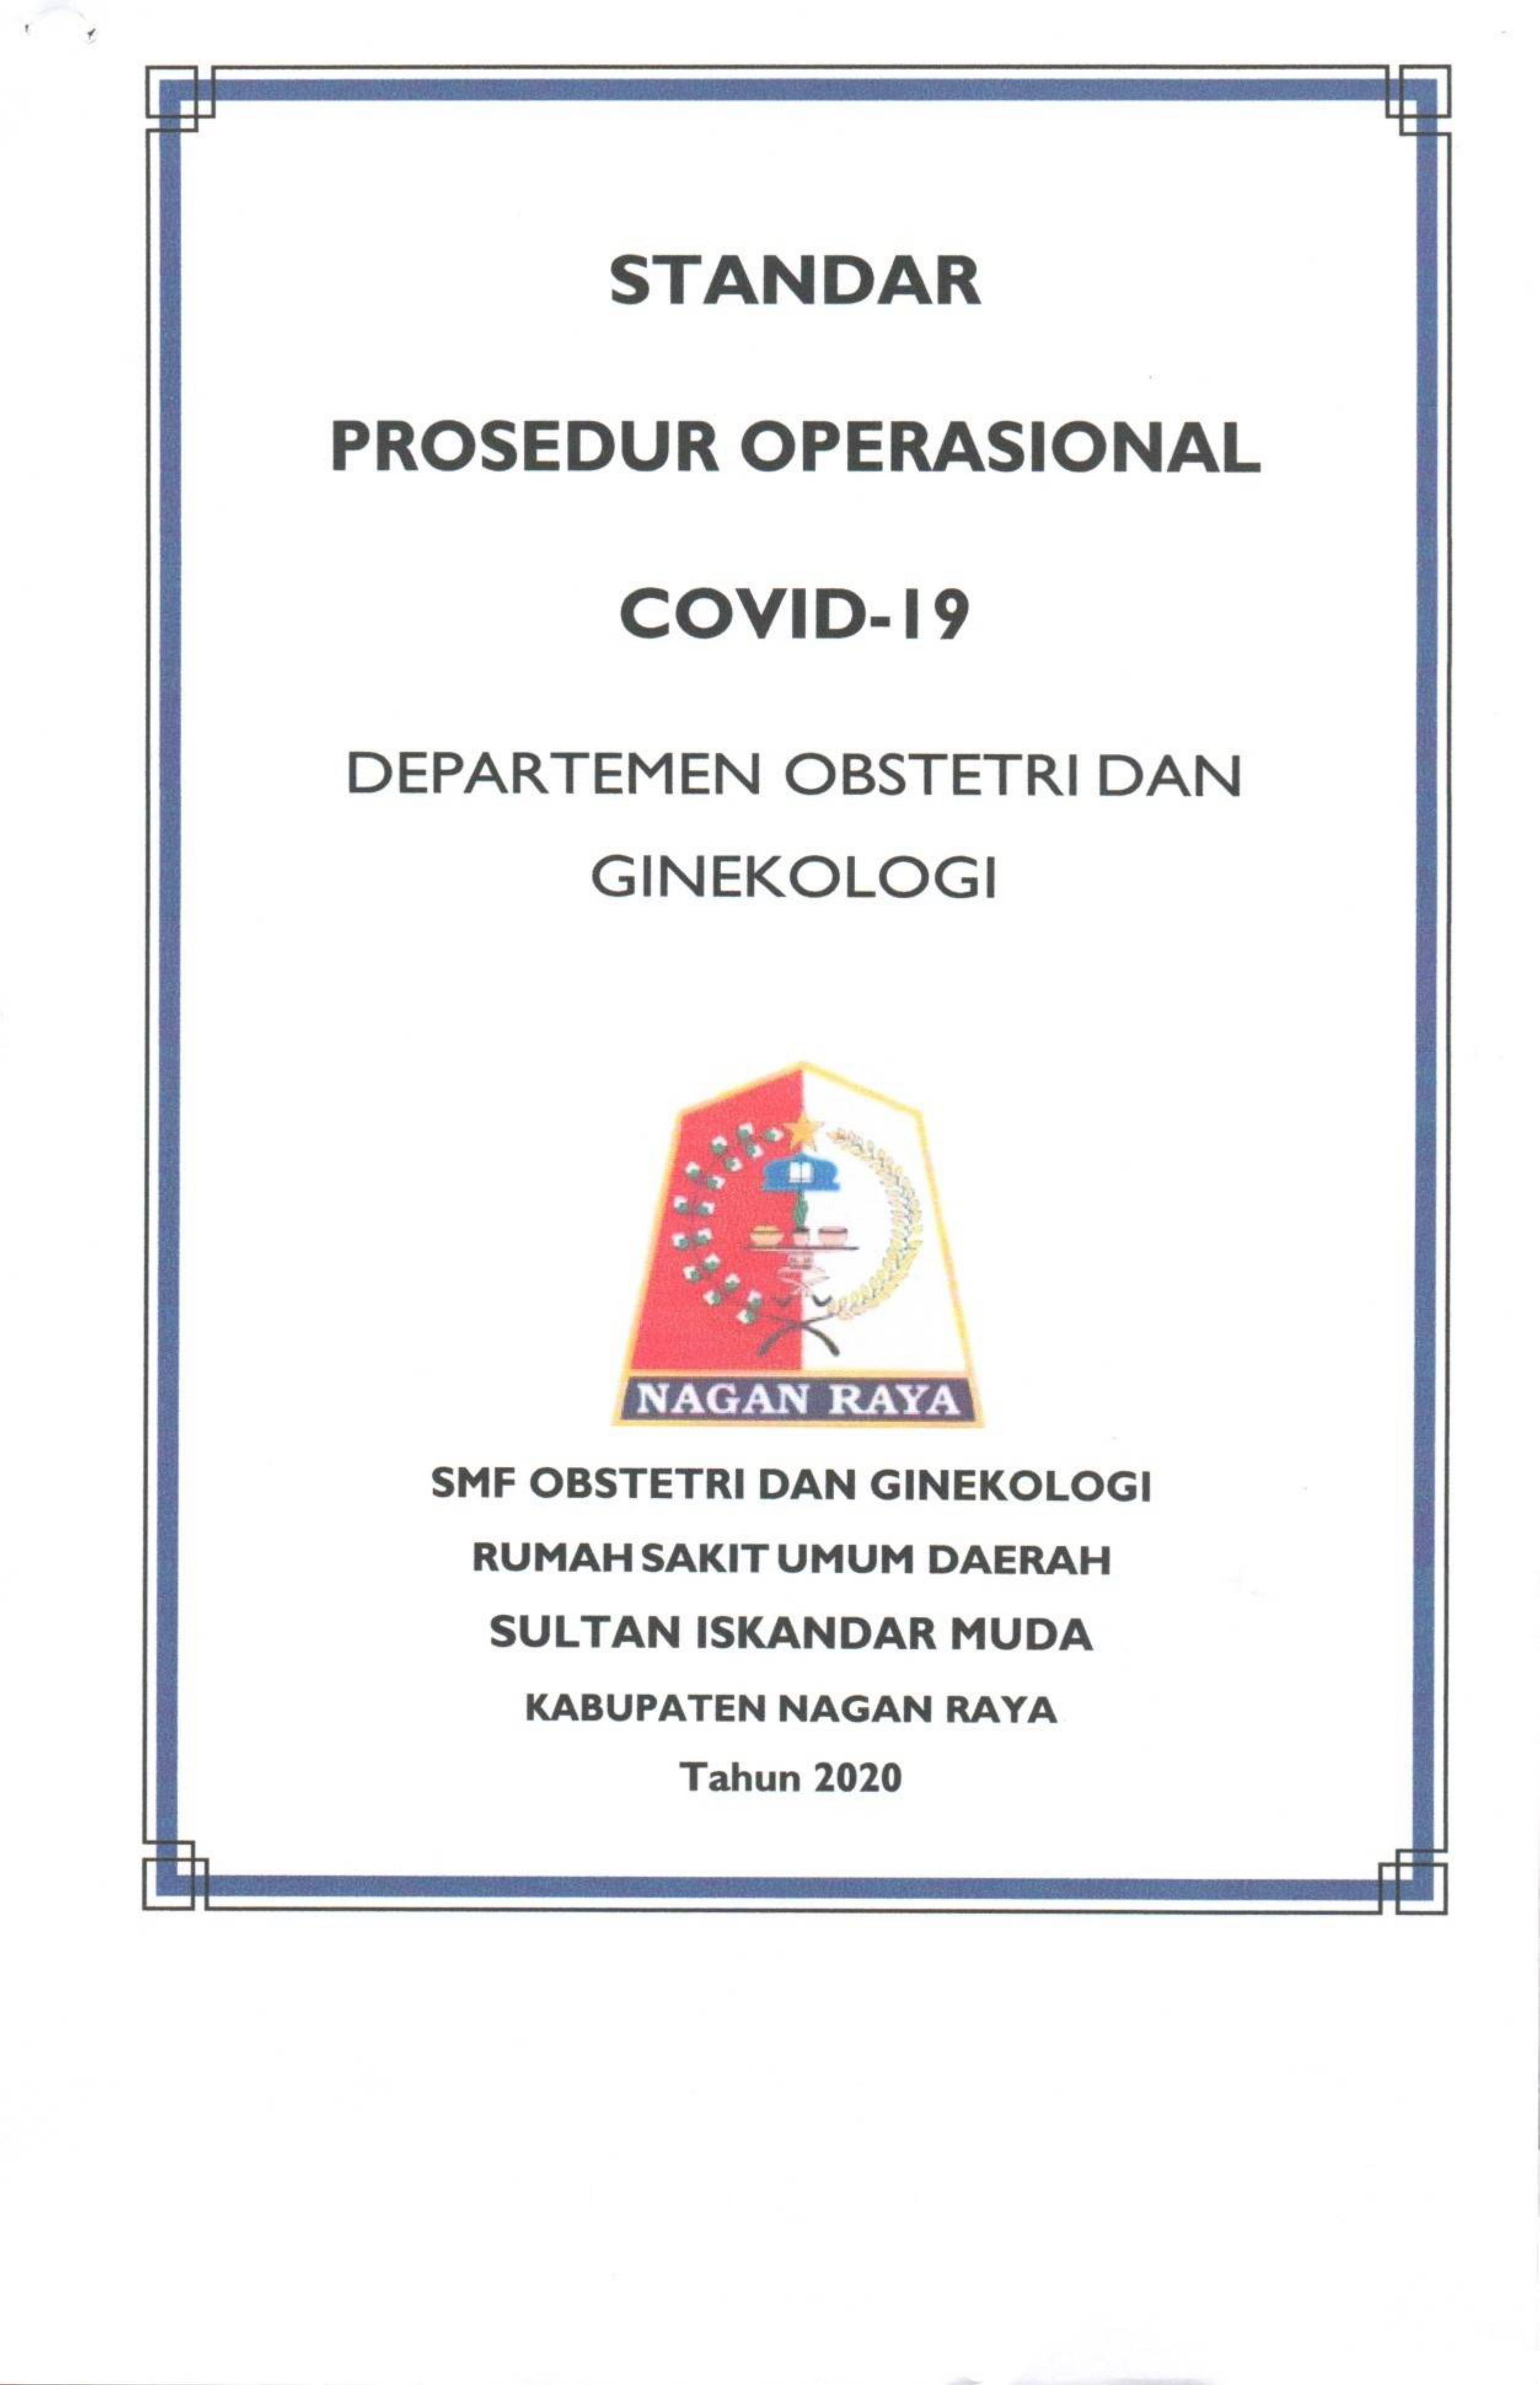 STANDAR
PROSEDUR OPERASIONAL
COVID-19
DEPARTEMEN OBSTETRI DAN
GINEKOLOGI
NAGAN RAYA
SMF OBSTETRI DAN GINEKOLOGI
RUMAH SAKIT UMUM DAERAH
SULTAN ISKANDAR MUDA
KABUPATEN NAGAN RAYA
Tahun 2020